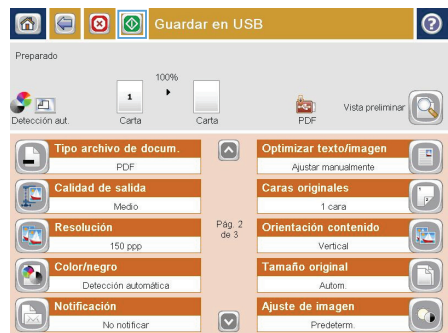 Guardar en USB
?
Preparado
100%
1
Detección aut.
Carta
Carta
PDF
Vista preliminar
Tipo archivo de docum.
PDF
Optimizar texto/imagen
Ajustar manualmente
Calidad de salida
Medio
Caras originales
1 cara
Resolución
150 ppp
Pág. 2
de 3
Orientación contenido
Vertical
Color/negro
Detección automática
Tamaño original
Autom.
Notificación
No notificar
Ajuste de imagen
Predeterm.